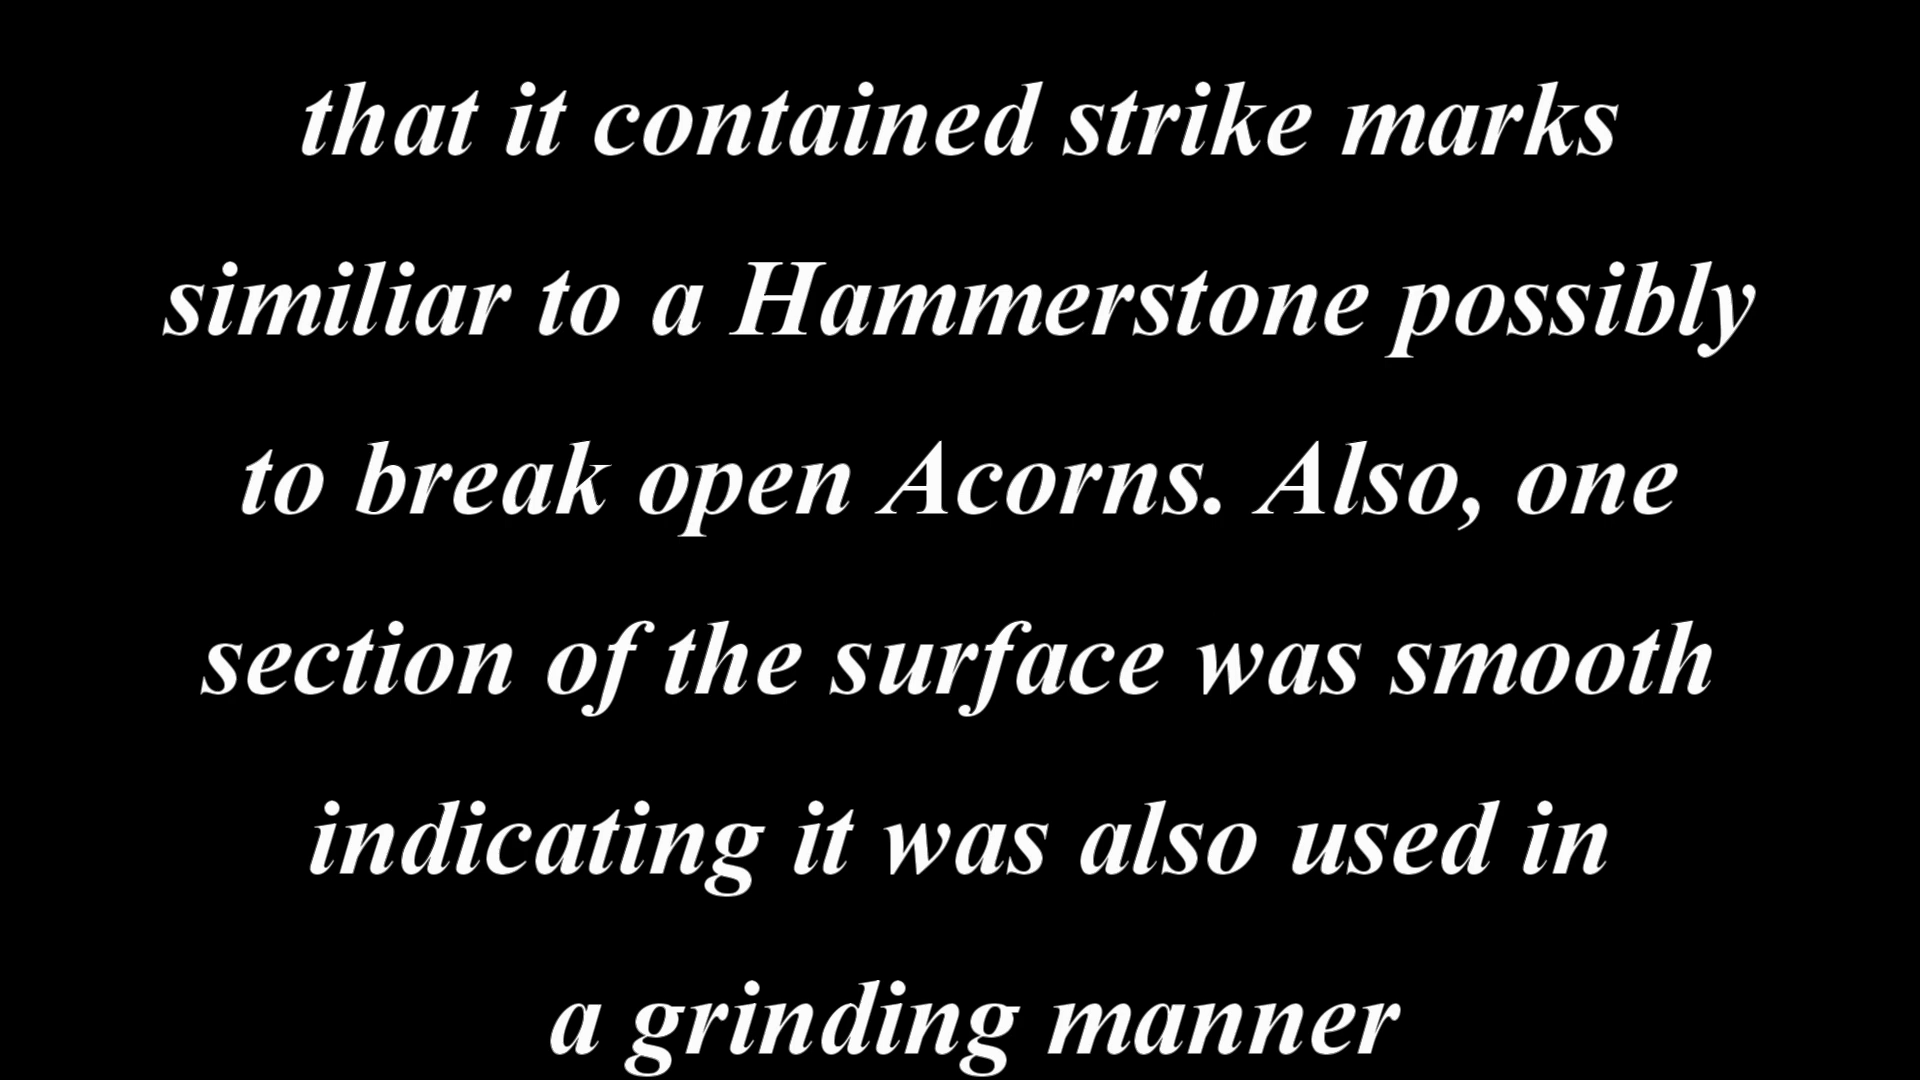 that it contained strike marks
similiar to a Hammerstone possibly
to break open Acorns. Also, one
section of the surface was smooth
indicating it was also used in
a grinding manner